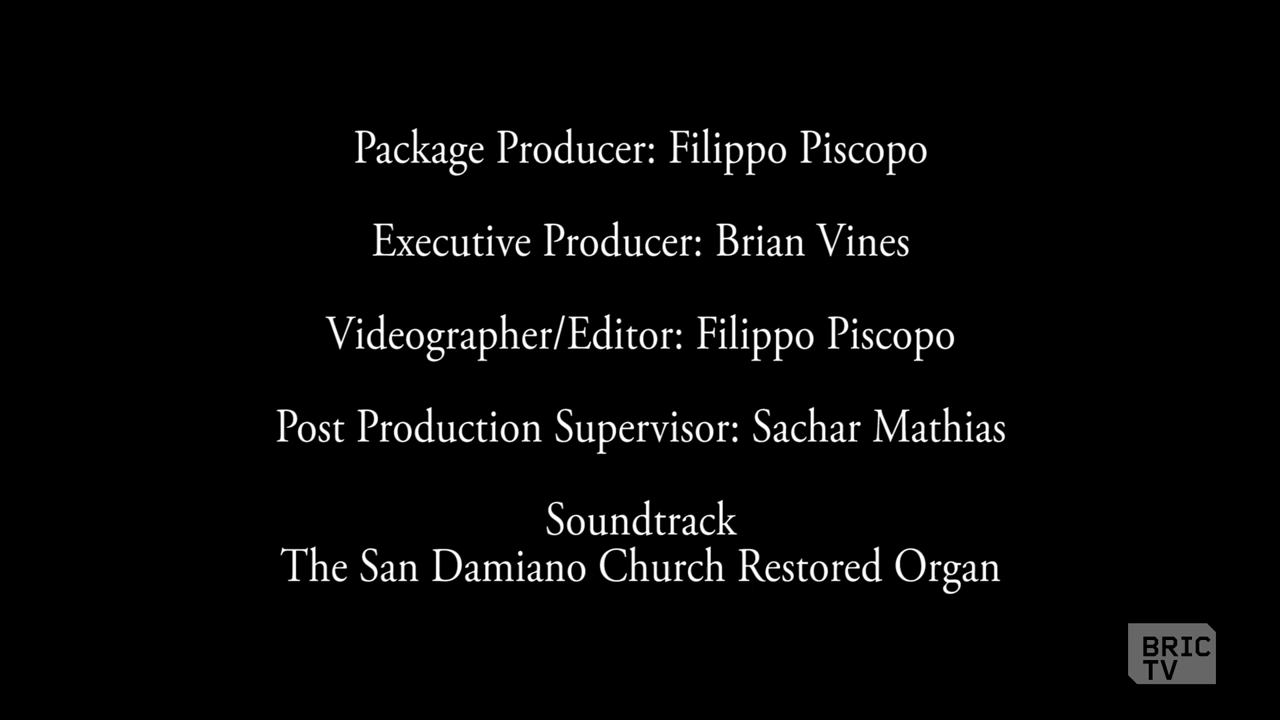 Package Producer: Filippo Piscopo
Executive Producer: Brian Vines
Videographer/Editor: Filippo Piscopo
Post Production Supervisor: Sachar Mathias
Soundtrack
The San Damiano Church Restored Organ
BRIC
TV